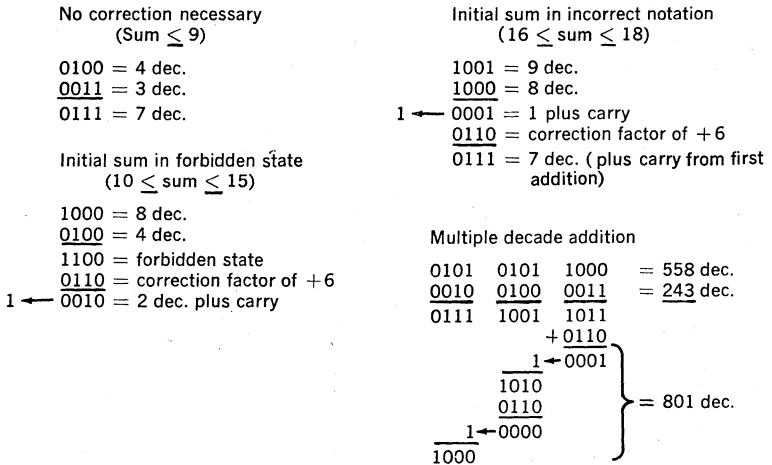 No correction necessary
(Sum ≤ 9)
0100 = 4 dec.
0011 = 3 dec.
0111 = 7 dec.
Initial sum in forbidden state
(10 ≤ sum ≤ 15)
1000 = 8 dec.
0100 = 4 dec.
1100 = forbidden state
0110 = correction factor of +6
1 ← 0010 = 2 dec. plus carry
Initial sum in incorrect notation
(16 ≤ sum ≤ 18)
1001 = 9 dec.
1000 = 8 dec.
1 ← 0001 = 1 plus carry
0110 = correction factor of +6
0111 = 7 dec. (plus carry from first
addition)
Multiple decade addition
0101 0101 1000 = 558 dec.
0010 0100 0011 = 243 dec.
0111 1001 1011
+ 0110
1 ← 0001
1010
0110
= 801 dec.
1 ← 0000
1000